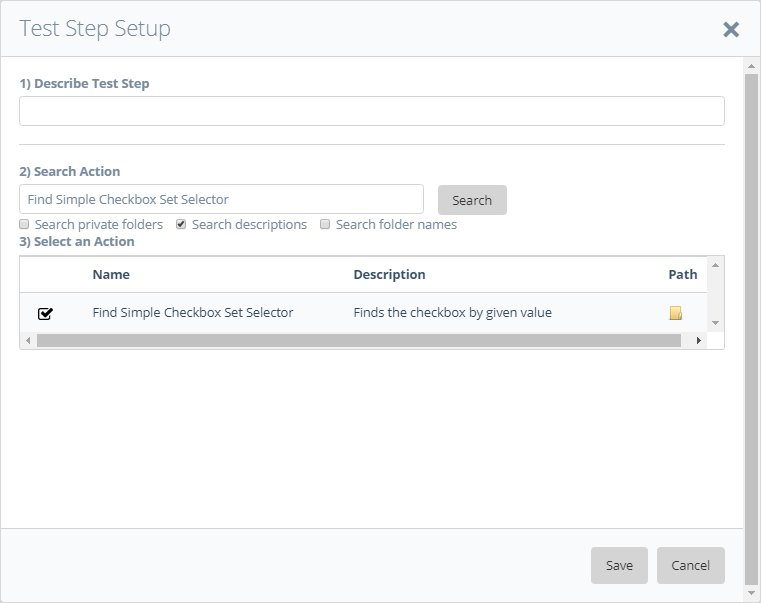 Test Step Setup
1) Describe Test Step
2) Search Action
Find Simple Checkbox Set Selector Search
Search private folders Search descriptions Search folder names
3) Select an Action
Name Description Path
Find Simple Checkbox Set Selector Finds the checkbox by given value
Save Cancel